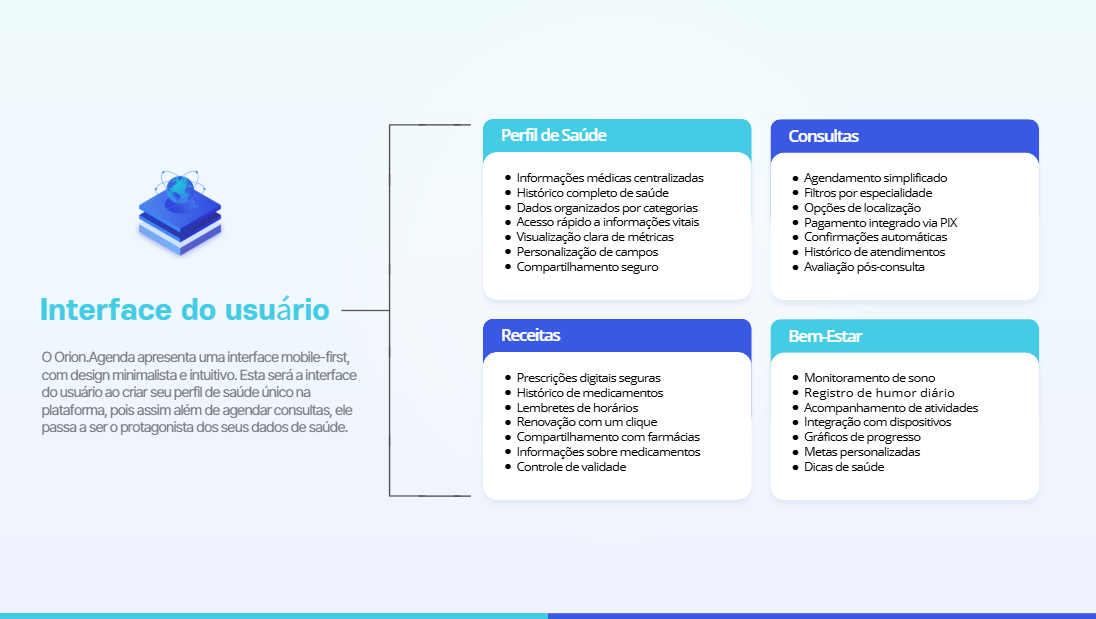 Interface do usuário
O Orion.Agenda apresenta uma interface mobile-first,
com design minimalista e intuitivo. Esta será a interface
do usuário ao criar seu perfil de saúde único na
plataforma, pois assim além de agendar consultas, ele
passa a ser o protagonista dos seus dados de saúde.
Perfil de Saúde
• Informações médicas centralizadas
• Histórico completo de saúde
• Dados organizados por categorias
• Acesso rápido a informações vitais
• Visualização clara de métricas
• Personalização de campos
• Compartilhamento seguro
Consultas
• Agendamento simplificado
• Filtros por especialidade
• Opções de localização
• Pagamento integrado via PIX
• Confirmações automáticas
• Histórico de atendimentos
• Avaliação pós-consulta
Receitas
• Prescrições digitais seguras
• Histórico de medicamentos
• Lembretes de horários
• Renovação com um clique
• Compartilhamento com farmácias
• Informações sobre medicamentos
• Controle de validade
Bem-Estar
• Monitoramento de sono
• Registro de humor diário
• Acompanhamento de atividades
• Integração com dispositivos
• Gráficos de progresso
• Metas personalizadas
• Dicas de saúde